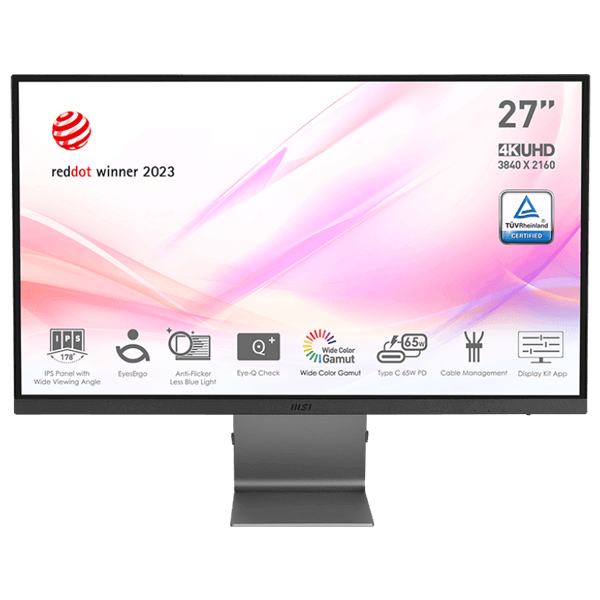 27”
4KUHD
3840 X 2160
reddot winner 2023
TÜVRheinland
CERTIFIED
IPS
178°
IPS Panel with
Wide Viewing Angle
EyesErgo
Anti-Flicker
Less Blue Light
Q+
Eye-Q Check
Wide Color
Gamut
Wide Color Gamut
65W
Type C 65W PD
Cable Management
Display Kit App
msi